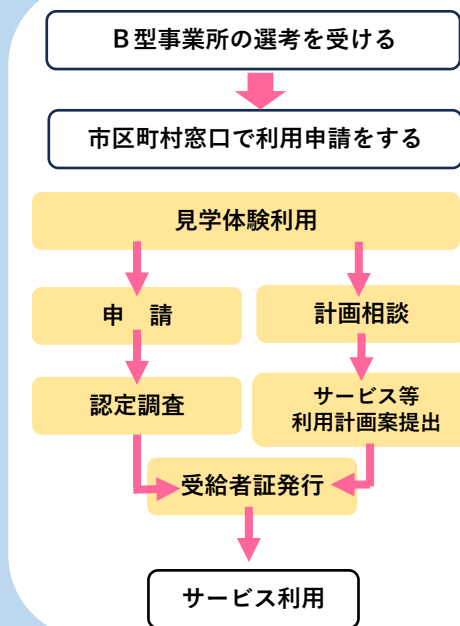 B型事業所の選考を受ける
市区町村窓口で利用申請をする
見学体験利用
申　請
計画相談
認定調査
サービス等
利用計画案提出
受給者証発行
サービス利用